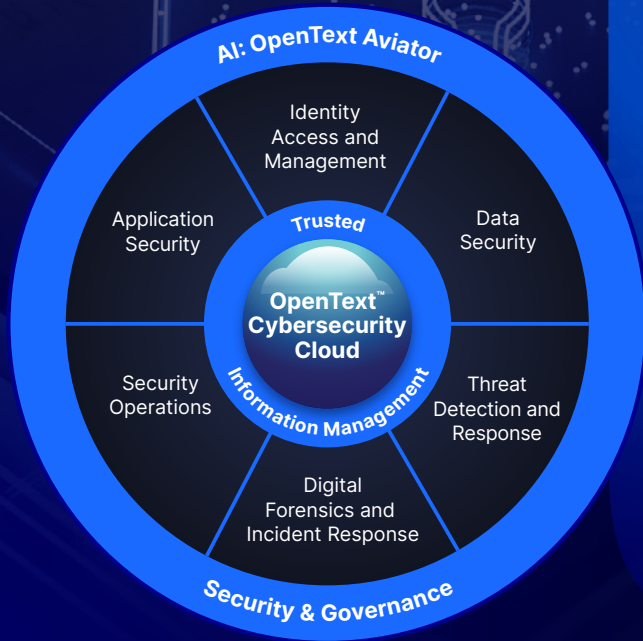 AI: OpenText Aviator
Identity
Access and
Management
Application
Security
Trusted
Data
Security
OpenText™
Cybersecurity
Cloud
Security
Operations
Information Management
Threat
Detection and
Response
Digital
Forensics and
Incident Response
Security & Governance